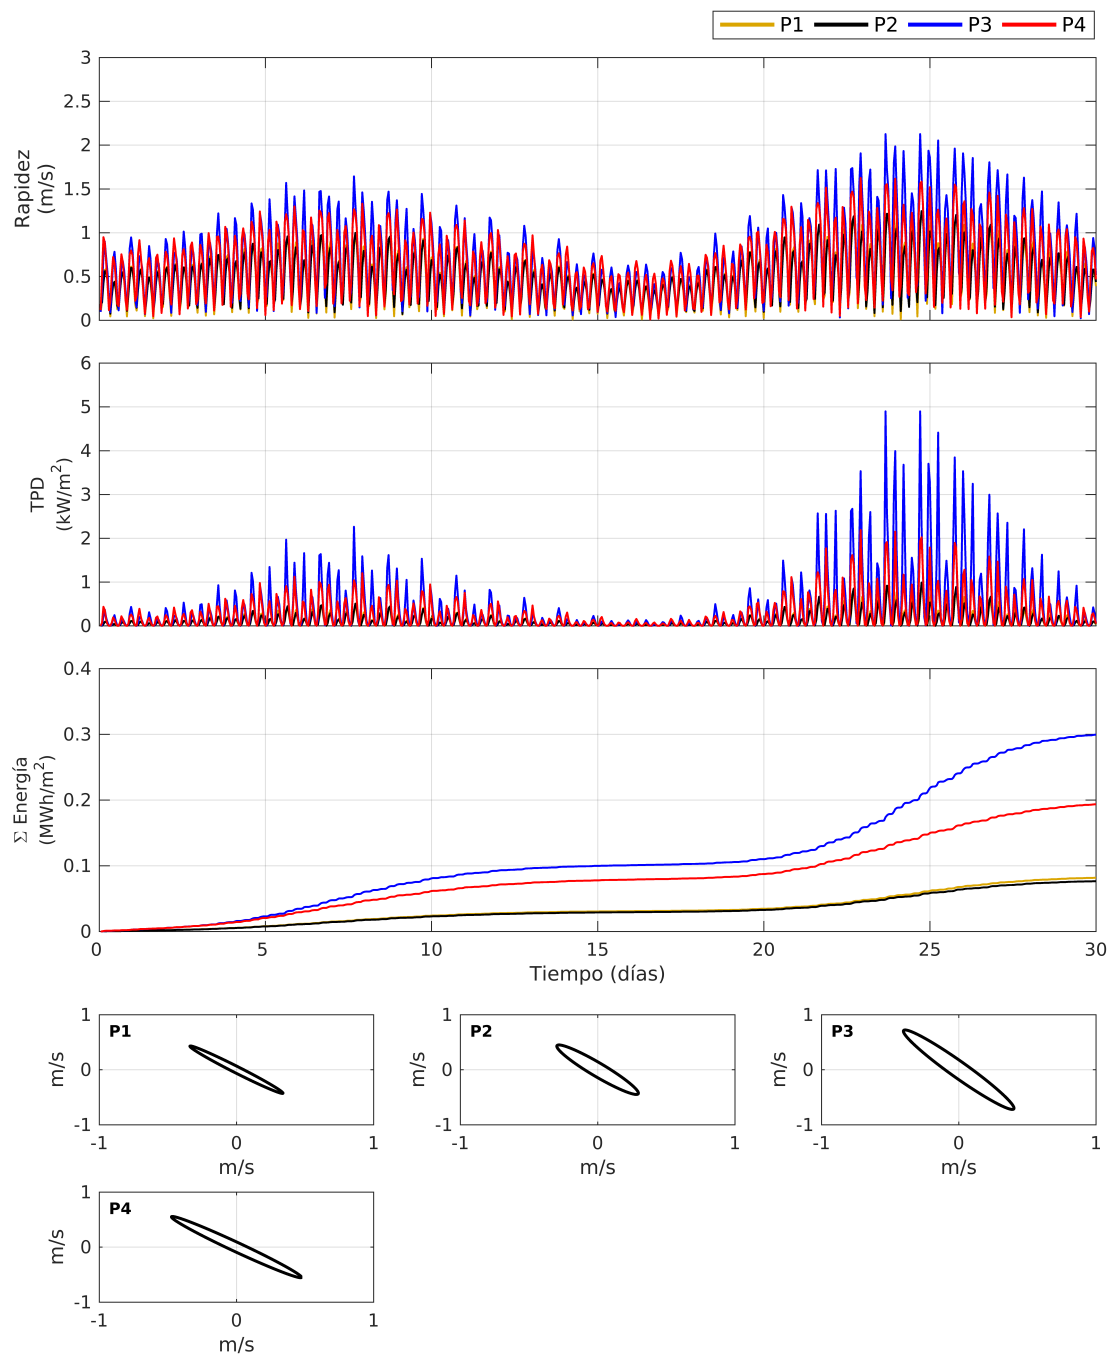 P1 P2 P3 P4
3
2.5
2
1.5
1
0.5
0
Rapidez
(m/s)
6
5
4
3
2
1
0
TPD
(kW/m²)
0.4
0.3
0.2
0.1
0
Σ Energía
(MWh/m²)
0 5 10 15 20 25 30
Tiempo (días)
P1
1
0
-1
m/s
-1 0 1
m/s
P2
1
0
-1
m/s
-1 0 1
m/s
P3
1
0
-1
m/s
-1 0 1
m/s
P4
1
0
-1
m/s
-1 0 1
m/s